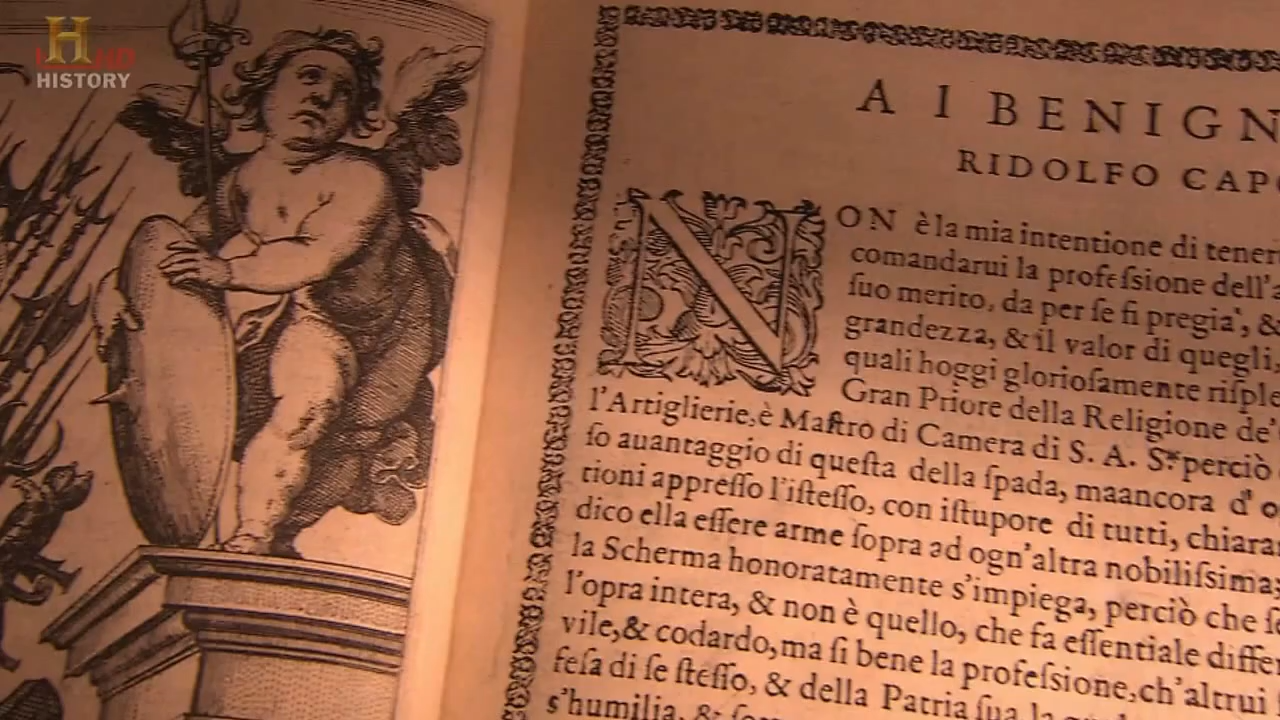 H HD
HISTORY
A I BENIGN
RIDOLFO CAP
NON è la mia intentione di tener
comandarui la profeſsione dell'
ſuo merito, da per ſe ſi pregia', &
grandezza, & il valor di quegli,
quali hoggi glorioſamente riſple
Gran Priore della Religione de'
l'Artiglierie, è Maſtro di Camera di S. A. S.ᵃ perciò
ſo auantaggio di queſta della ſpada, maancora d' o
tioni appreſſo l'iſteſſo, con iſtupore di tutti, chiara
dico ella eſſere arme ſopra ad ogn'altra nobiliſsima,
la Scherma honoratamente s'impiega, perciò che ſ
l'opra intera, & non è quello, che fa eſſentiale diffe
vile, & codardo, ma ſi bene la profeſsione, ch'altrui
feſa di ſe ſteſſo, & della Patria ſua
s'humilia, &